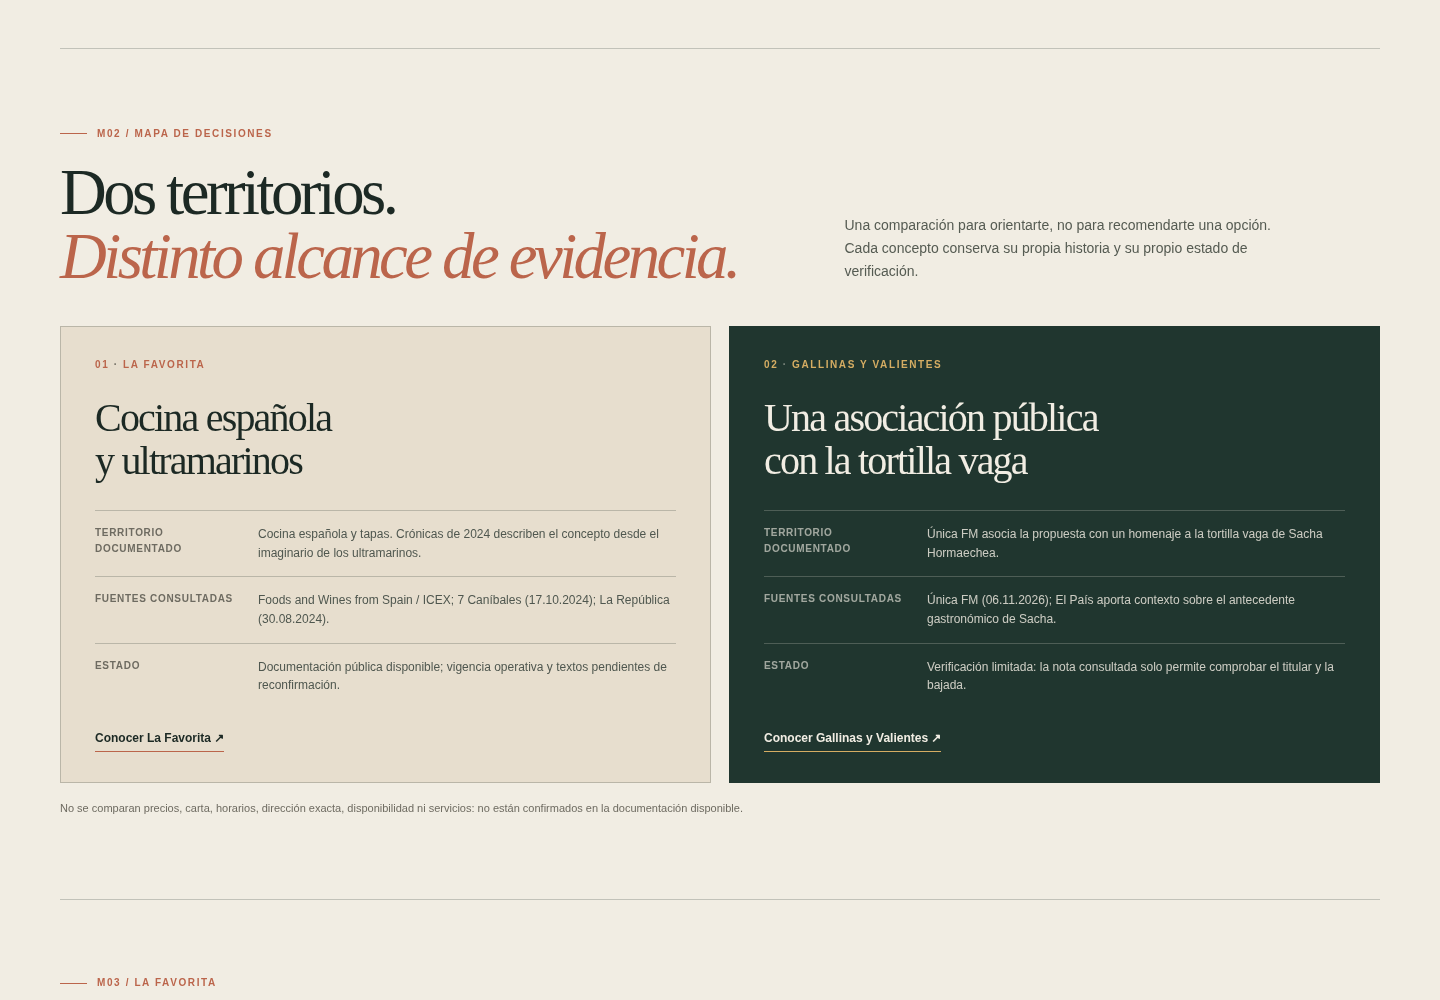 M02 / MAPA DE DECISIONES
Dos territorios.
Distinto alcance de evidencia.
Una comparación para orientarte, no para recomendarte una opción.
Cada concepto conserva su propia historia y su propio estado de
verificación.
01 · LA FAVORITA
Cocina española
y ultramarinos
TERRITORIO
DOCUMENTADO
Cocina española y tapas. Crónicas de 2024 describen el concepto desde el
imaginario de los ultramarinos.
FUENTES CONSULTADAS
Foods and Wines from Spain / ICEX; 7 Caníbales (17.10.2024); La República
(30.08.2024).
ESTADO
Documentación pública disponible; vigencia operativa y textos pendientes de
reconfirmación.
Conocer La Favorita ↗
02 · GALLINAS Y VALIENTES
Una asociación pública
con la tortilla vaga
TERRITORIO
DOCUMENTADO
Única FM asocia la propuesta con un homenaje a la tortilla vaga de Sacha
Hormaechea.
FUENTES CONSULTADAS
Única FM (06.11.2026); El País aporta contexto sobre el antecedente
gastronómico de Sacha.
ESTADO
Verificación limitada: la nota consultada solo permite comprobar el titular y la
bajada.
Conocer Gallinas y Valientes ↗
No se comparan precios, carta, horarios, dirección exacta, disponibilidad ni servicios: no están confirmados en la documentación disponible.
M03 / LA FAVORITA